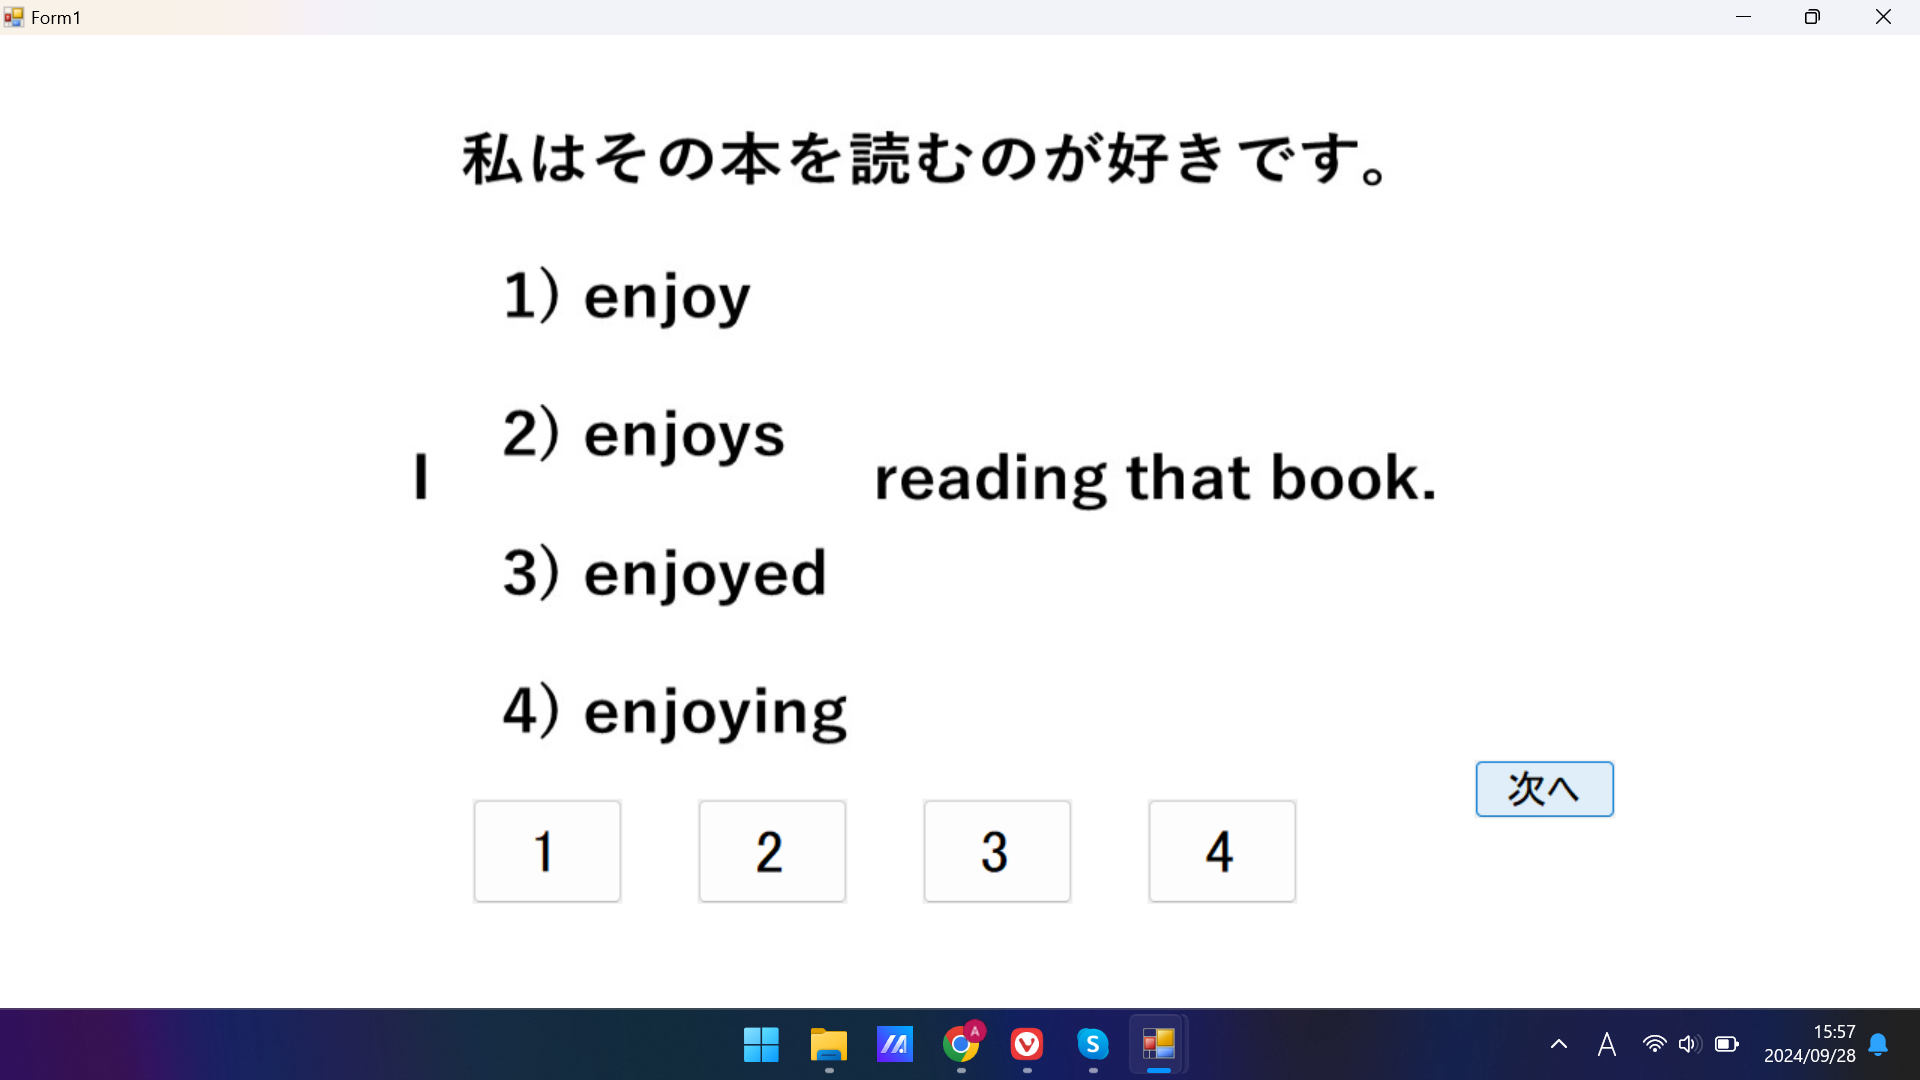 Form1
私はその本を読むのが好きです。
1) enjoy
2) enjoys
I
reading that book.
3) enjoyed
4) enjoying
次へ
1
2
3
4
A
S
A
15:57
2024/09/28